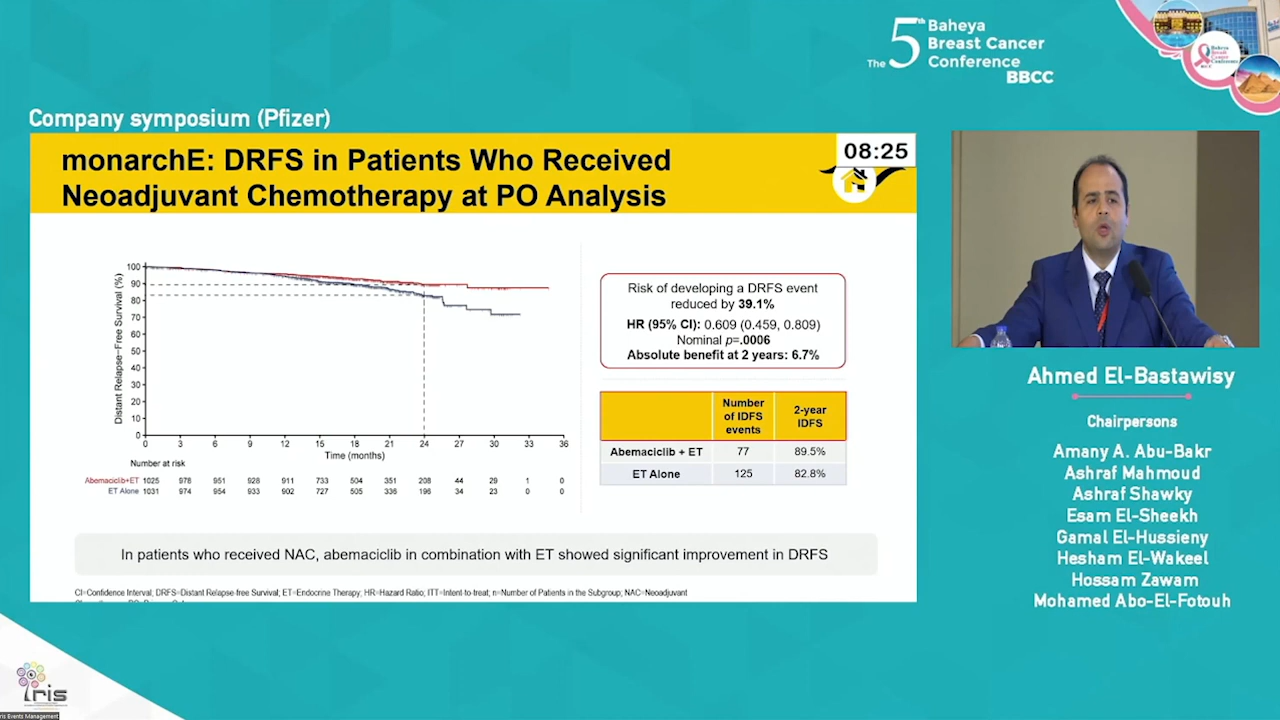 The 5th Baheya
Breast Cancer
Conference
BBCC
Baheya
Breast Cancer
Conference
Company symposium (Pfizer)
monarchE: DRFS in Patients Who Received
Neoadjuvant Chemotherapy at PO Analysis
08:25
Distant Relapse-Free Survival (%)
100
90
80
70
60
50
40
30
20
10
0
0 3 6 9 12 15 18 21 24 27 30 33 36
Time (months)
Number at risk
Abemaciclib+ET 1025 978 951 928 911 733 504 351 208 44 29 1 0
ET Alone 1031 974 954 933 902 727 505 336 196 34 23 0 0
Risk of developing a DRFS event
reduced by 39.1%
HR (95% CI): 0.609 (0.459, 0.809)
Nominal p=.0006
Absolute benefit at 2 years: 6.7%
Number of IDFS events 2-year IDFS
Abemaciclib + ET 77 89.5%
ET Alone 125 82.8%
In patients who received NAC, abemaciclib in combination with ET showed significant improvement in DRFS
CI=Confidence Interval, DRFS=Distant Relapse-free Survival; ET=Endocrine Therapy; HR=Hazard Ratio; ITT=Intent-to-treat; n=Number of Patients in the Subgroup; NAC=Neoadjuvant
Ahmed El-Bastawisy
Chairpersons
Amany A. Abu-Bakr
Ashraf Mahmoud
Ashraf Shawky
Esam El-Sheekh
Gamal El-Hussieny
Hesham El-Wakeel
Hossam Zawam
Mohamed Abo-El-Fotouh
iris
Iris Events Management